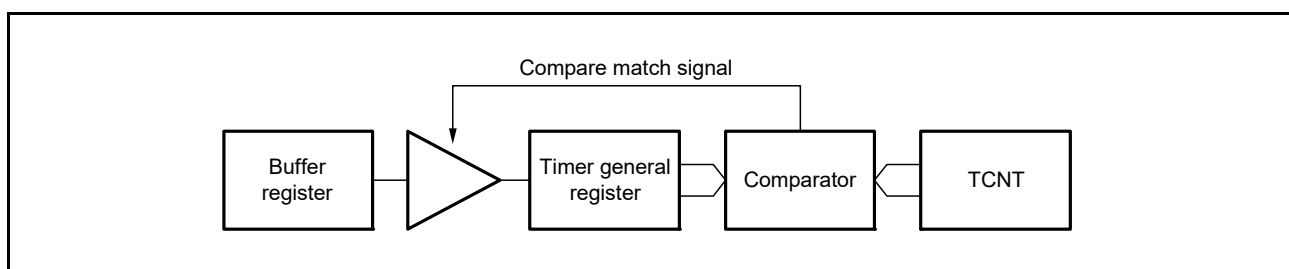 Compare match signal
Buffer
register
Timer general
register
Comparator
TCNT